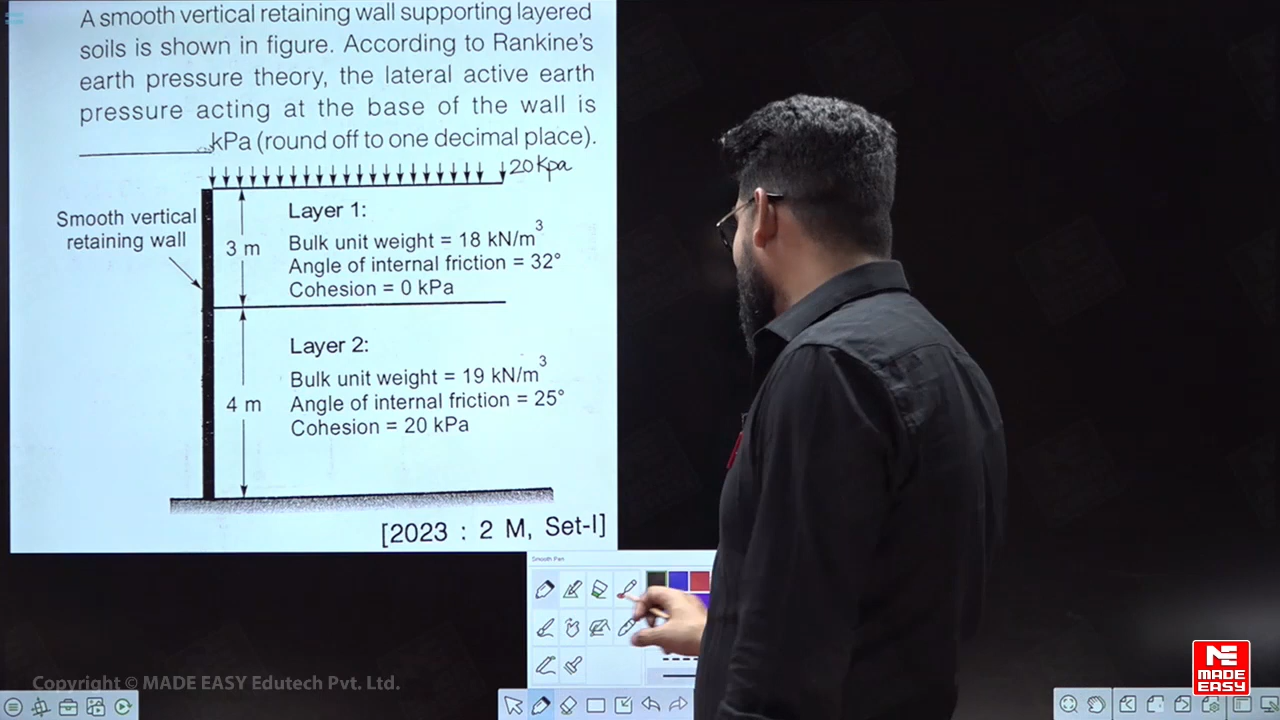 A smooth vertical retaining wall supporting layered
soils is shown in figure. According to Rankine's
earth pressure theory, the lateral active earth
pressure acting at the base of the wall is
kPa (round off to one decimal place).
20 Kpa
Smooth vertical
retaining wall
3 m
Layer 1:
Bulk unit weight = 18 kN/m³
Angle of internal friction = 32°
Cohesion = 0 kPa
4 m
Layer 2:
Bulk unit weight = 19 kN/m³
Angle of internal friction = 25°
Cohesion = 20 kPa
[2023 : 2 M, Set-I]
Smooth Pen
Copyright © MADE EASY Edutech Pvt. Ltd.
ME
MADE
EASY